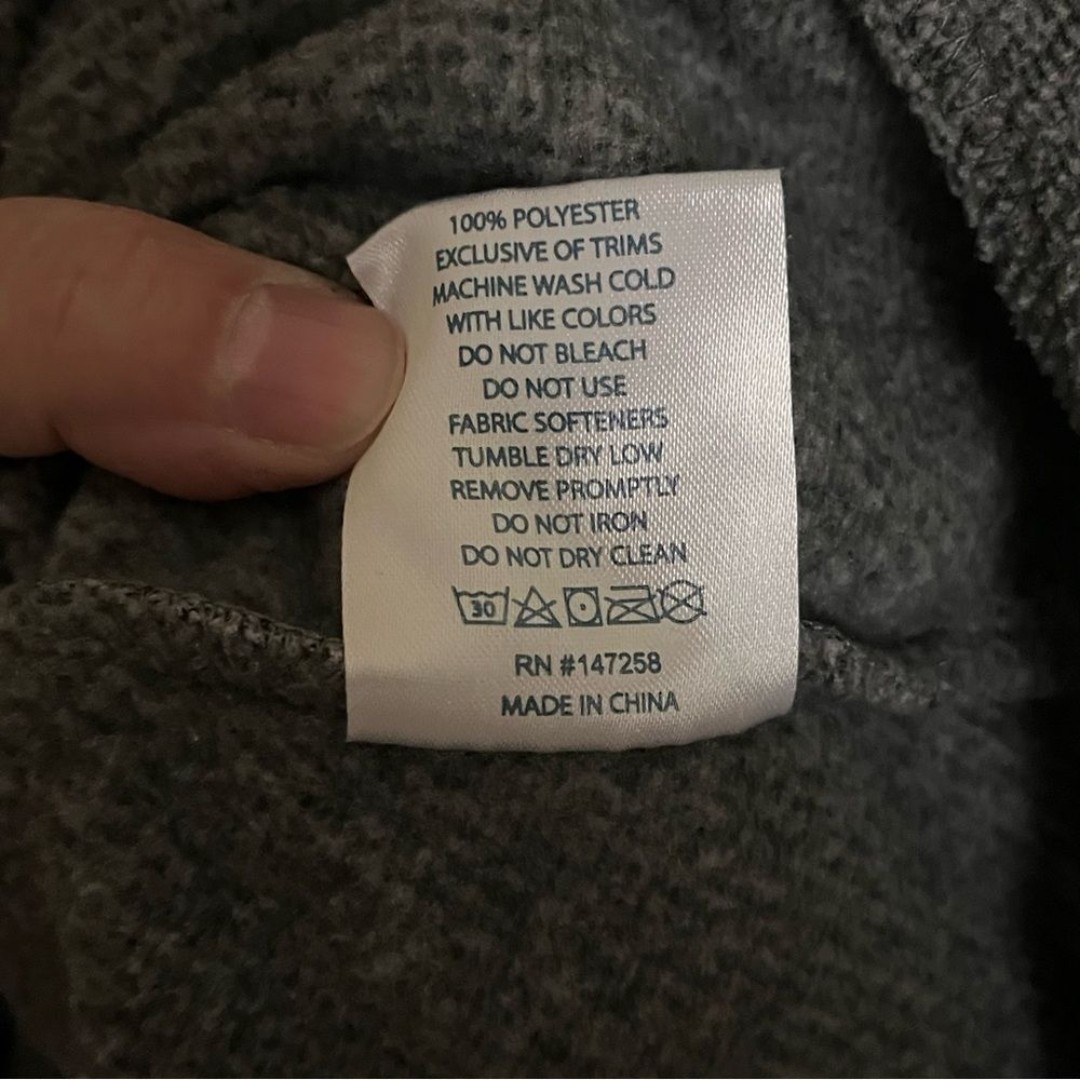 100% POLYESTER
EXCLUSIVE OF TRIMS
MACHINE WASH COLD
WITH LIKE COLORS
DO NOT BLEACH
DO NOT USE
FABRIC SOFTENERS
TUMBLE DRY LOW
REMOVE PROMPTLY
DO NOT IRON
DO NOT DRY CLEAN
30
RN #147258
MADE IN CHINA